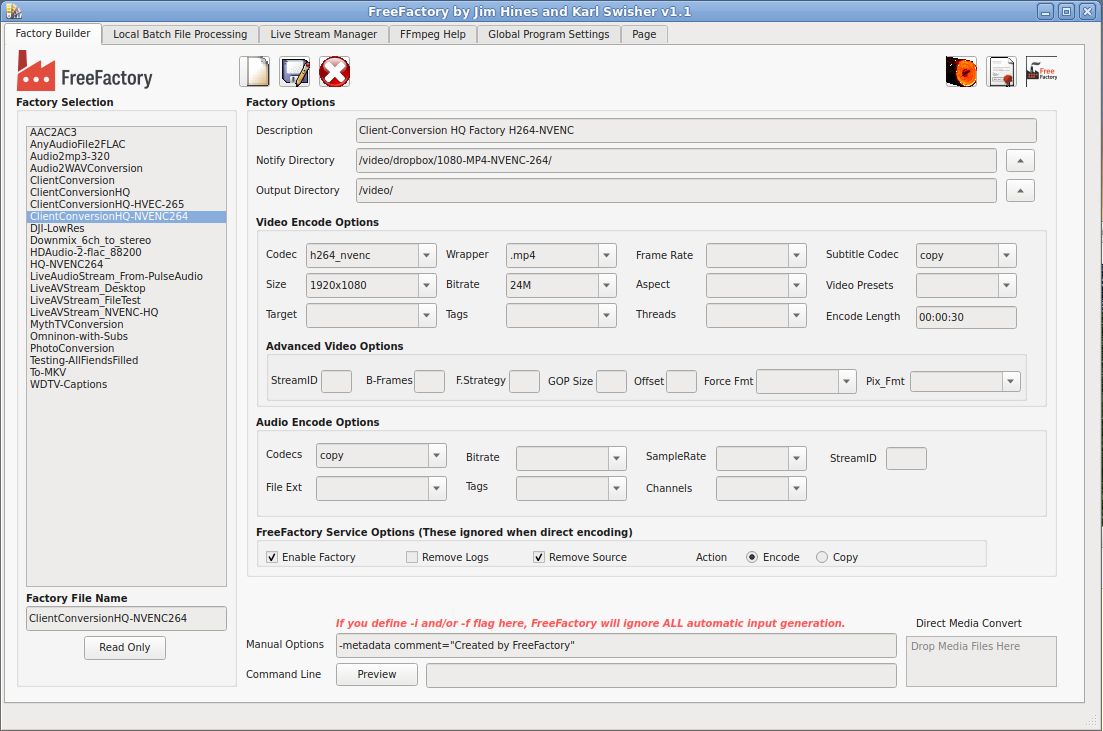 FreeFactory by Jim Hines and Karl Swisher v1.1
Factory Builder Local Batch File Processing Live Stream Manager FFmpeg Help Global Program Settings Page
FreeFactory
Free Factory
Factory Selection
AAC2AC3
AnyAudioFile2FLAC
Audio2mp3-320
Audio2WAVConversion
ClientConversion
ClientConversionHQ
ClientConversionHQ-HVEC-265
ClientConversionHQ-NVENC264
DJI-LowRes
Downmix_6ch_to_stereo
HDAudio-2-flac_88200
HQ-NVENC264
LiveAudioStream_From-PulseAudio
LiveAVStream_Desktop
LiveAVStream_FileTest
LiveAVStream_NVENC-HQ
MythTVConversion
Omninon-with-Subs
PhotoConversion
Testing-AllFiendsFilled
To-MKV
WDTV-Captions
Factory File Name
ClientConversionHQ-NVENC264
Read Only
Factory Options
Description Client-Conversion HQ Factory H264-NVENC
Notify Directory /video/dropbox/1080-MP4-NVENC-264/
Output Directory /video/
Video Encode Options
Codec h264_nvenc Wrapper .mp4 Frame Rate Subtitle Codec copy
Size 1920x1080 Bitrate 24M Aspect Video Presets
Target Tags Threads Encode Length 00:00:30
Advanced Video Options
StreamID B-Frames F.Strategy GOP Size Offset Force Fmt Pix_Fmt
Audio Encode Options
Codecs copy Bitrate SampleRate StreamID
File Ext Tags Channels
FreeFactory Service Options (These ignored when direct encoding)
Enable Factory Remove Logs Remove Source Action Encode Copy
If you define -i and/or -f flag here, FreeFactory will ignore ALL automatic input generation.
Manual Options -metadata comment="Created by FreeFactory"
Command Line Preview
Direct Media Convert
Drop Media Files Here